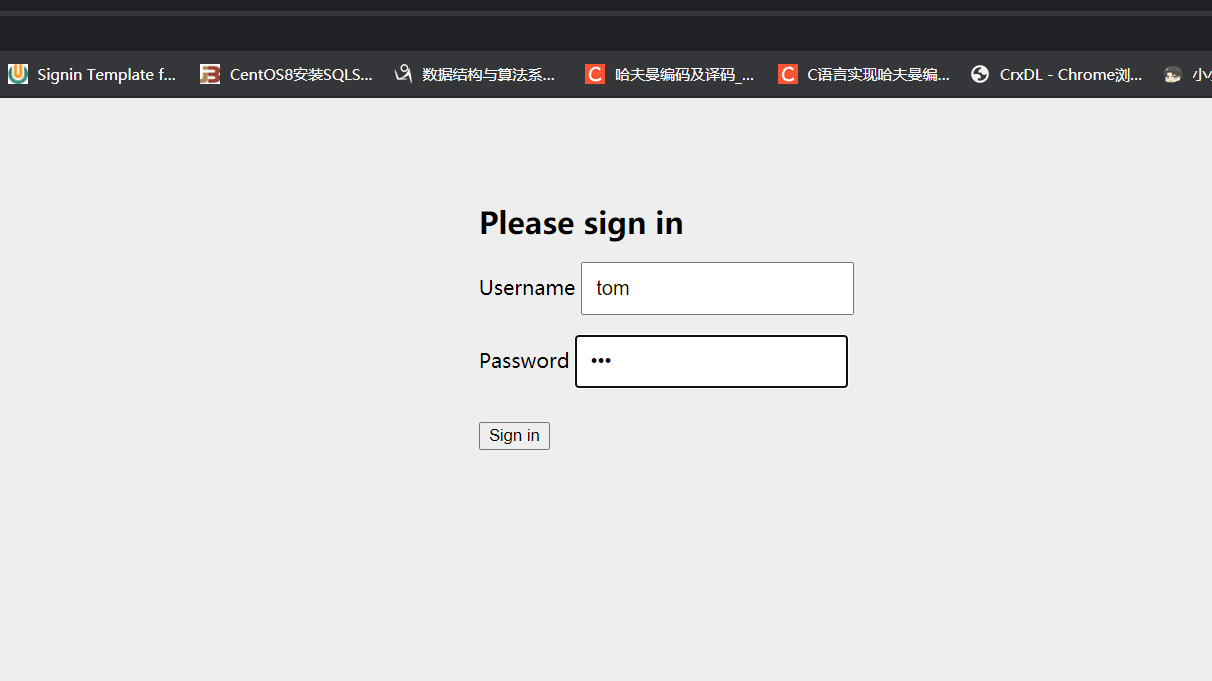 Signin Template f...
CentOS8安装SQLS...
数据结构与算法系...
哈夫曼编码及译码_...
C语言实现哈夫曼编...
CrxDL - Chrome浏...
小
Please sign in
Username tom
Password •••
Sign in